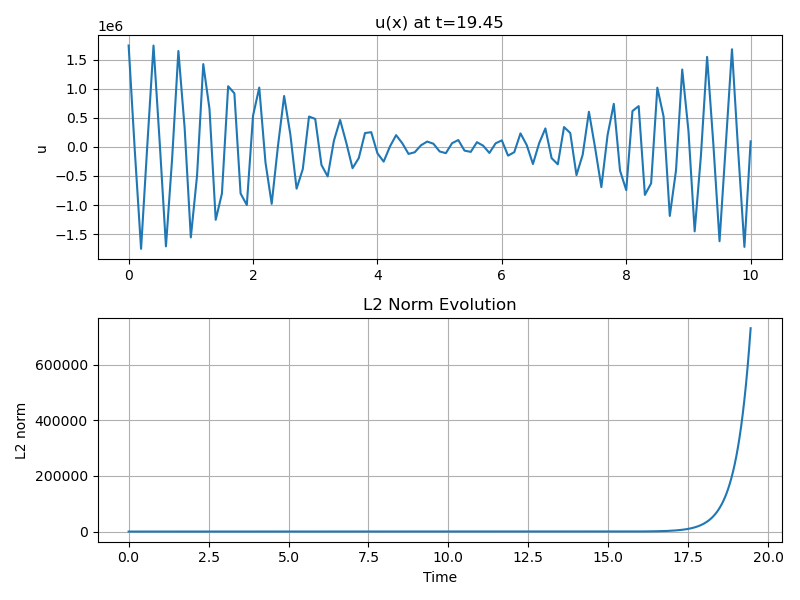 u(x) at t=19.45
1e6
1.5
1.0
0.5
0.0
−0.5
−1.0
−1.5
u
0 2 4 6 8 10
L2 Norm Evolution
600000
400000
200000
0
L2 norm
0.0 2.5 5.0 7.5 10.0 12.5 15.0 17.5 20.0
Time